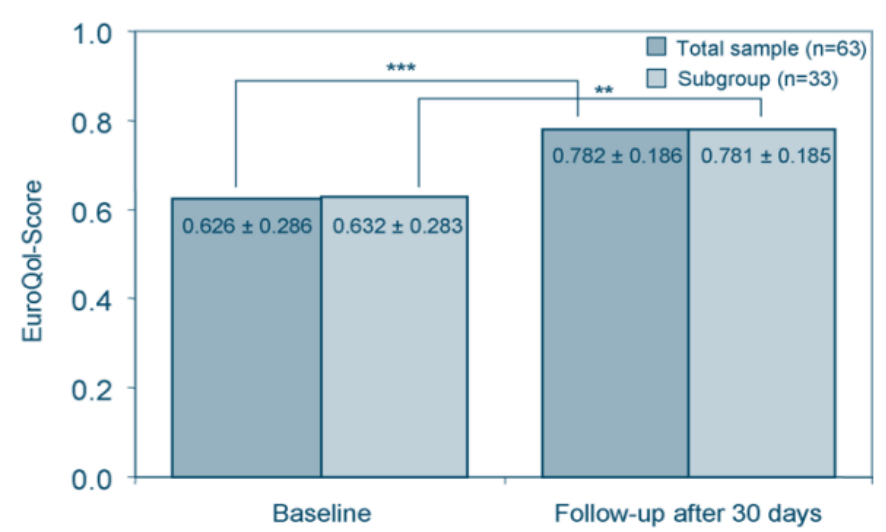 1.0
Total sample (n=63)
***
Subgroup (n=33)
**
0.8
0.782 ± 0.186 0.781 ± 0.185
0.6
0.626 ± 0.286 0.632 ± 0.283
EuroQol-Score
0.4
0.2
0.0
Baseline Follow-up after 30 days